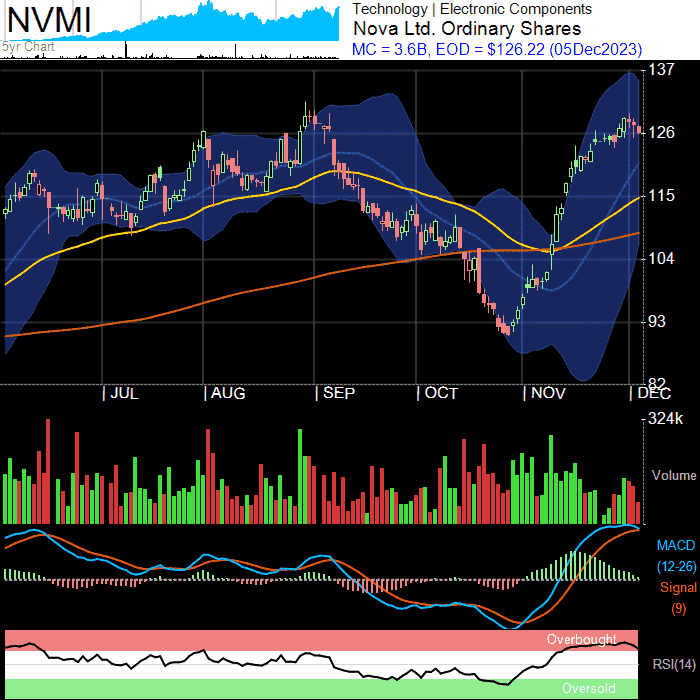 NVMI
5yr Chart
Technology | Electronic Components
Nova Ltd. Ordinary Shares
MC = 3.6B, EOD = $126.22 (05Dec2023)
137
126
115
104
93
82
| JUL | AUG | SEP | OCT | NOV | DEC
324k
Volume
MACD
(12-26)
Signal
(9)
Overbought
RSI(14)
Oversold